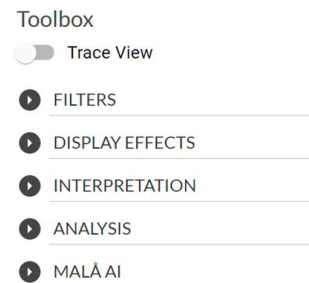 Toolbox
Trace View
FILTERS
DISPLAY EFFECTS
INTERPRETATION
ANALYSIS
MALÅ AI